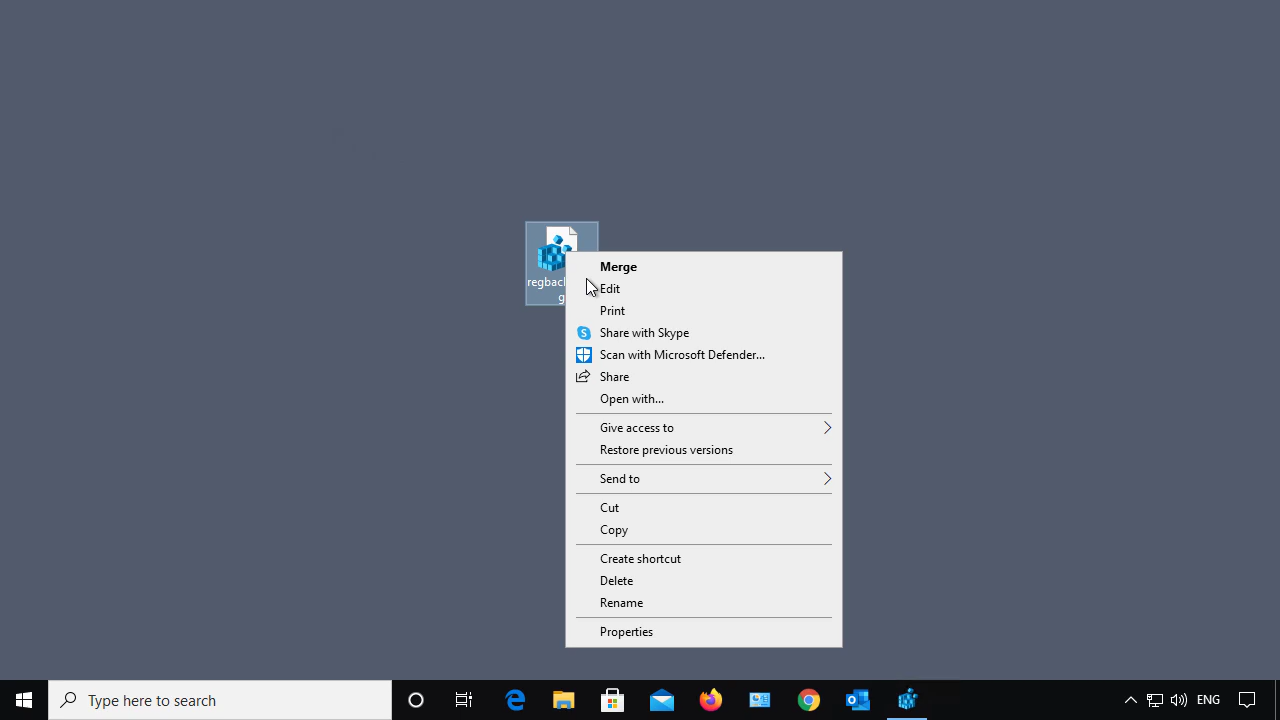 Merge
Edit
Print
Share with Skype
Scan with Microsoft Defender...
Share
Open with...
Give access to
Restore previous versions
Send to
Cut
Copy
Create shortcut
Delete
Rename
Properties
Type here to search
ENG